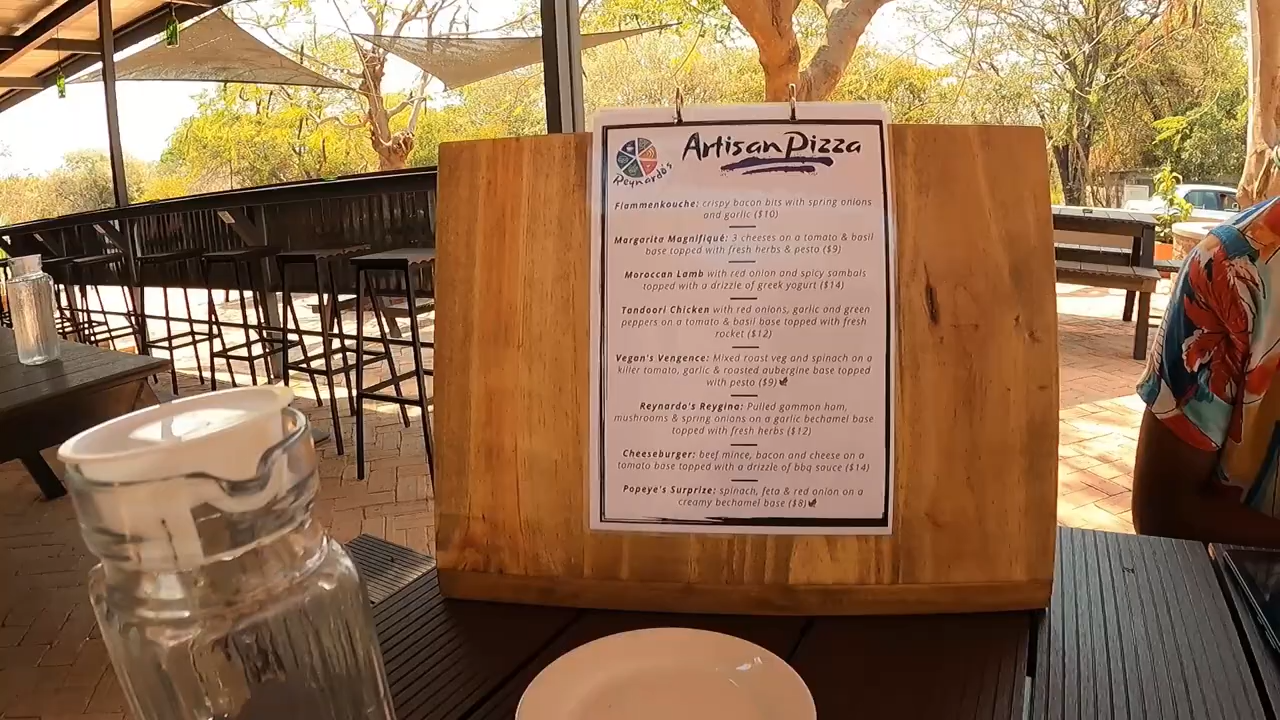 Artisan Pizza
Reynardo's
Flammenkouche: crispy bacon bits with spring onions
and garlic ($10)
Margarita Magnifiqué: 3 cheeses on a tomato & basil
base topped with fresh herbs & pesto ($9)
Moroccan Lamb with red onion and spicy sambals
topped with a drizzle of greek yogurt ($14)
Tandoori Chicken with red onions, garlic and green
peppers on a tomato & basil base topped with fresh
rocket ($12)
Vegan's Vengence: Mixed roast veg and spinach on a
killer tomato, garlic & roasted aubergine base topped
with pesto ($9)
Reynardo's Reygina: Pulled gammon ham,
mushrooms & spring onions on a garlic bechamel base
topped with fresh herbs ($12)
Cheeseburger: beef mince, bacon and cheese on a
tomato base topped with a drizzle of bbq sauce ($14)
Popeye's Surprize: spinach, feta & red onion on a
creamy bechamel base ($8)